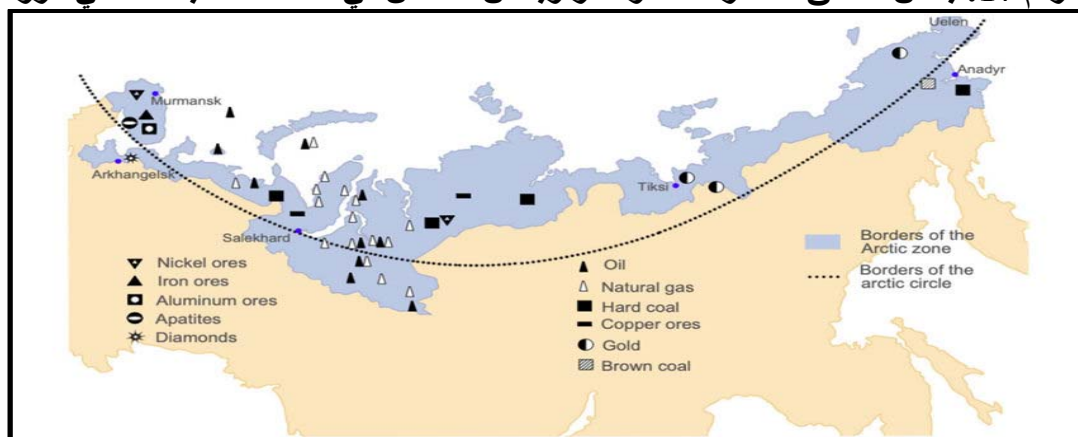 Uelen
Anadyr
Murmansk
Arkhangelsk
Tiksi
Salekhard
Nickel ores
Iron ores
Aluminum ores
Apatites
Diamonds
Oil
Natural gas
Hard coal
Copper ores
Gold
Brown coal
Borders of the
Arctic zone
Borders of the
arctic circle